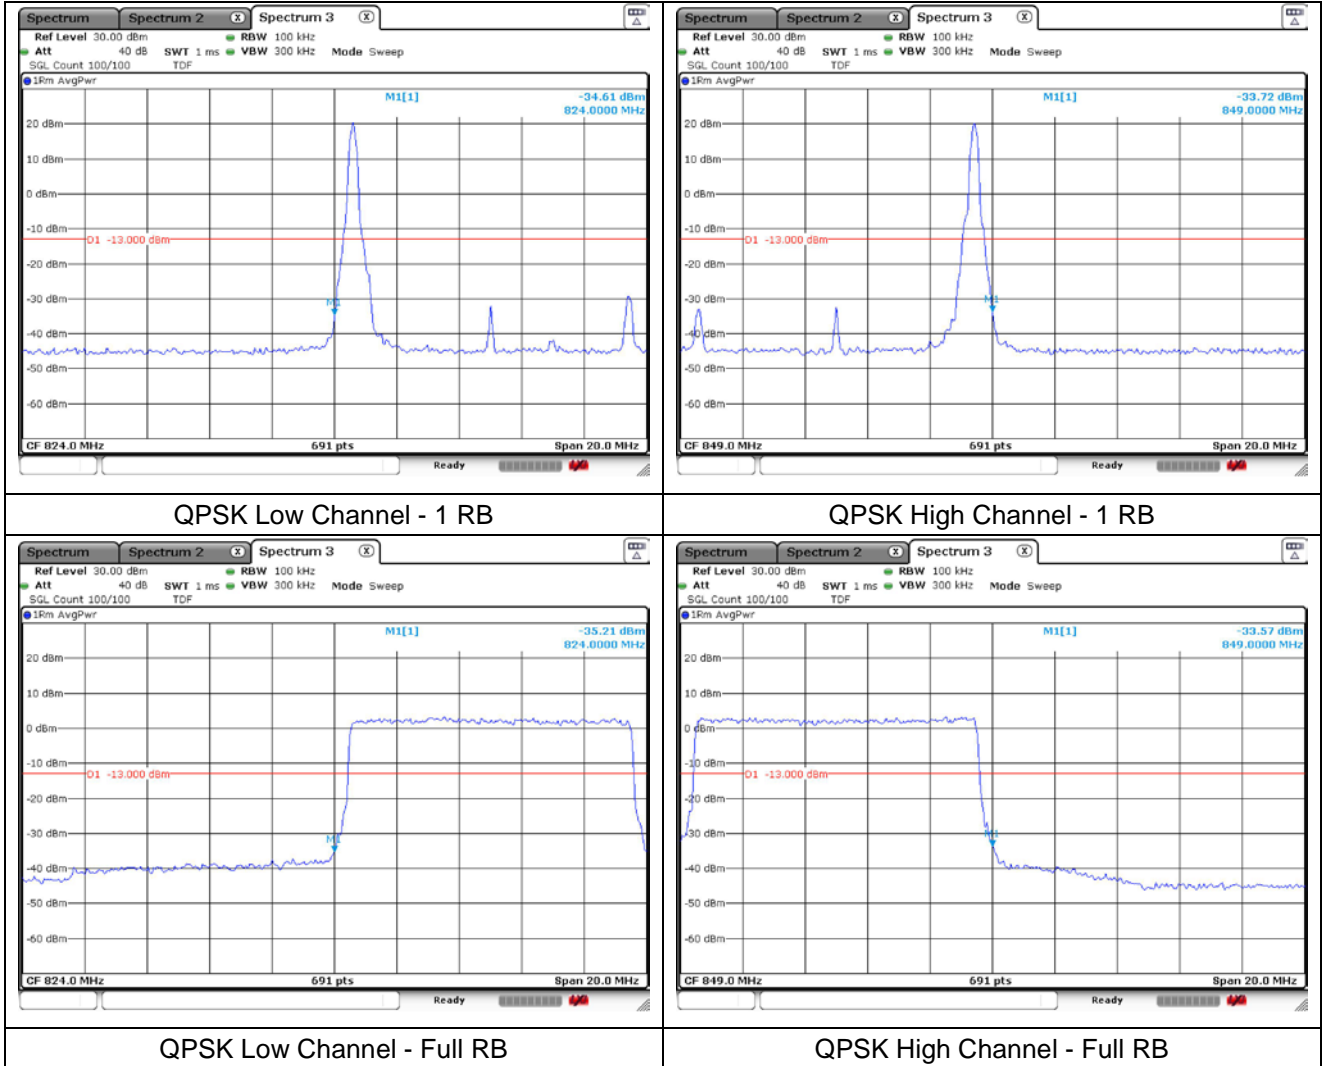 Spectrum Spectrum 2 X Spectrum 3 X
Ref Level 30.00 dBm RBW 100 kHz
Att 40 dB SWT 1 ms VBW 300 kHz Mode Sweep
SGL Count 100/100 TDF
1Rm AvgPwr
M1[1] -34.61 dBm
824.0000 MHz
20 dBm
10 dBm
0 dBm
-10 dBm
D1 -13.000 dBm
-20 dBm
-30 dBm
M1
-40 dBm
-50 dBm
-60 dBm
CF 824.0 MHz 691 pts Span 20.0 MHz
Ready
QPSK Low Channel - 1 RB
Spectrum Spectrum 2 X Spectrum 3 X
Ref Level 30.00 dBm RBW 100 kHz
Att 40 dB SWT 1 ms VBW 300 kHz Mode Sweep
SGL Count 100/100 TDF
1Rm AvgPwr
M1[1] -33.72 dBm
849.0000 MHz
20 dBm
10 dBm
0 dBm
-10 dBm
D1 -13.000 dBm
-20 dBm
-30 dBm
M1
-40 dBm
-50 dBm
-60 dBm
CF 849.0 MHz 691 pts Span 20.0 MHz
Ready
QPSK High Channel - 1 RB
Spectrum Spectrum 2 X Spectrum 3 X
Ref Level 30.00 dBm RBW 100 kHz
Att 40 dB SWT 1 ms VBW 300 kHz Mode Sweep
SGL Count 100/100 TDF
1Rm AvgPwr
M1[1] -35.21 dBm
824.0000 MHz
20 dBm
10 dBm
0 dBm
-10 dBm
D1 -13.000 dBm
-20 dBm
-30 dBm
M1
-40 dBm
-50 dBm
-60 dBm
CF 824.0 MHz 691 pts Span 20.0 MHz
Ready
QPSK Low Channel - Full RB
Spectrum Spectrum 2 X Spectrum 3 X
Ref Level 30.00 dBm RBW 100 kHz
Att 40 dB SWT 1 ms VBW 300 kHz Mode Sweep
SGL Count 100/100 TDF
1Rm AvgPwr
M1[1] -33.57 dBm
849.0000 MHz
20 dBm
10 dBm
0 dBm
-10 dBm
D1 -13.000 dBm
-20 dBm
-30 dBm
M1
-40 dBm
-50 dBm
-60 dBm
CF 849.0 MHz 691 pts Span 20.0 MHz
Ready
QPSK High Channel - Full RB